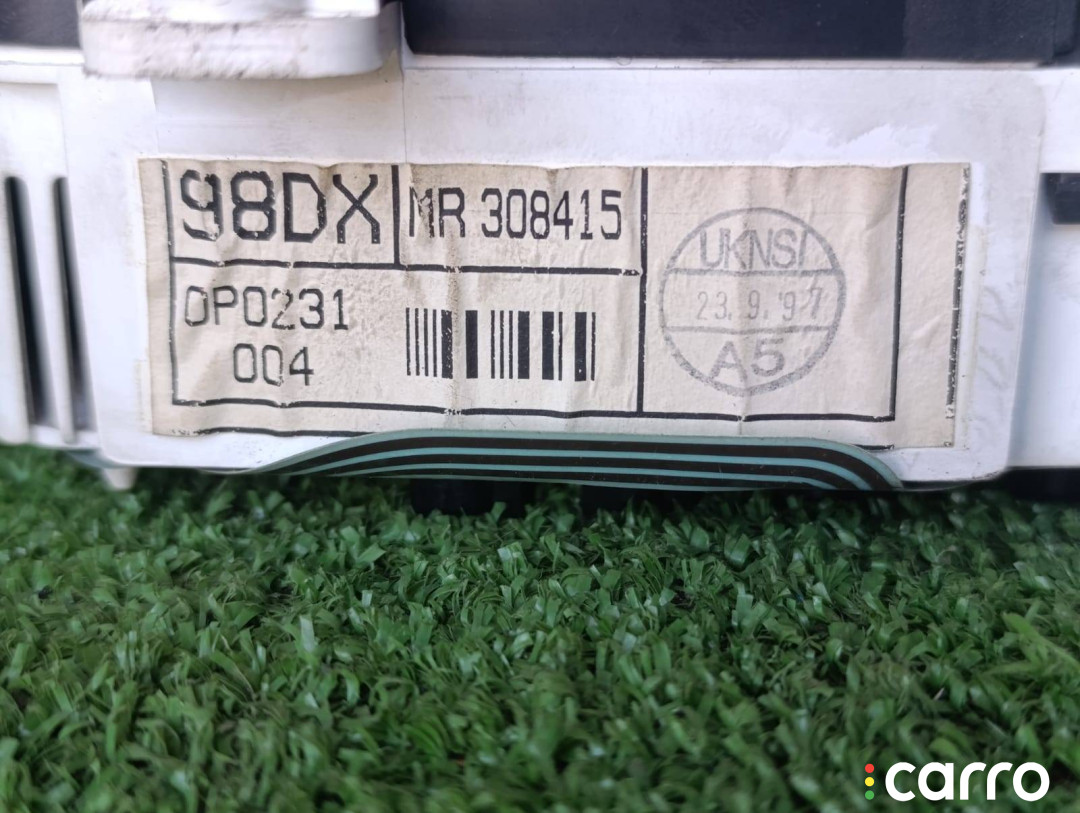 98DX
MR 308415
0P0231
004
UKNSI
23.9.'97
A5
carro